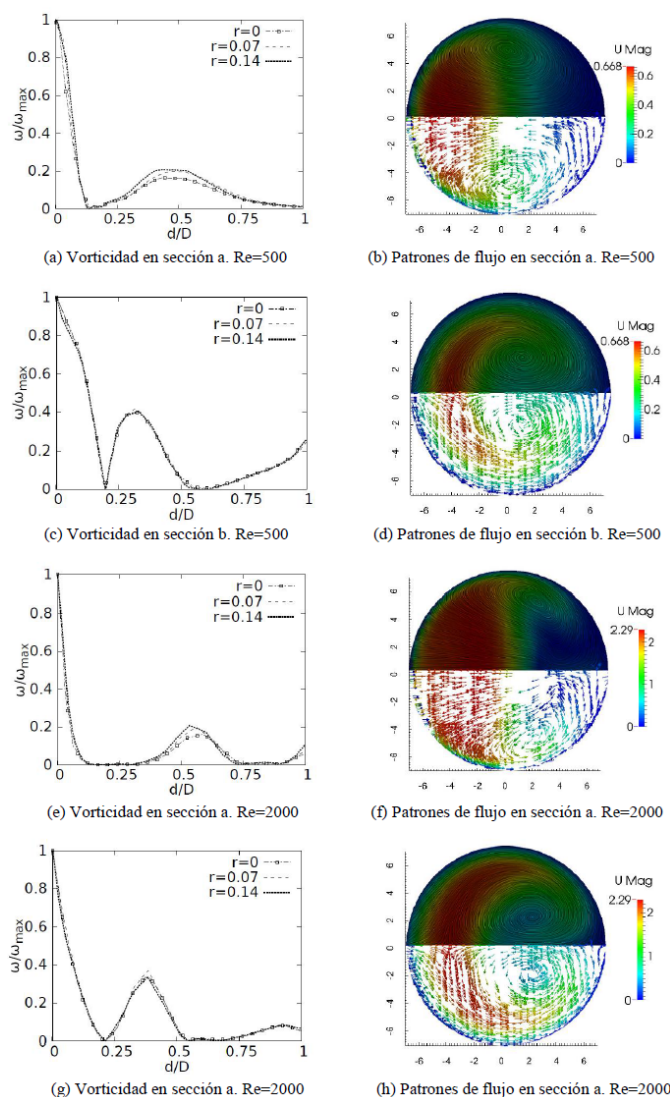 r=0
r=0.07
r=0.14
ω/ωmax
1
0.8
0.6
0.4
0.2
0
0 0.25 0.5 0.75 1
d/D
(a) Vorticidad en sección a. Re=500
U Mag
0.668
0.6
0.4
0.2
0
6
4
2
0
-2
-4
-6
-6 -4 -2 0 2 4 6
(b) Patrones de flujo en sección a. Re=500
r=0
r=0.07
r=0.14
ω/ωmax
1
0.8
0.6
0.4
0.2
0
0 0.25 0.5 0.75 1
d/D
(c) Vorticidad en sección b. Re=500
U Mag
0.668
0.6
0.4
0.2
0
6
4
2
0
-2
-4
-6
-6 -4 -2 0 2 4 6
(d) Patrones de flujo en sección b. Re=500
r=0
r=0.07
r=0.14
ω/ωmax
1
0.8
0.6
0.4
0.2
0
0 0.25 0.5 0.75 1
d/D
(e) Vorticidad en sección a. Re=2000
U Mag
2.29
2
1
0
6
4
2
0
-2
-4
-6
-6 -4 -2 0 2 4 6
(f) Patrones de flujo en sección a. Re=2000
r=0
r=0.07
r=0.14
ω/ωmax
1
0.8
0.6
0.4
0.2
0
0 0.25 0.5 0.75 1
d/D
(g) Vorticidad en sección a. Re=2000
U Mag
2.29
2
1
0
6
4
2
0
-2
-4
-6
-6 -4 -2 0 2 4 6
(h) Patrones de flujo en sección a. Re=2000